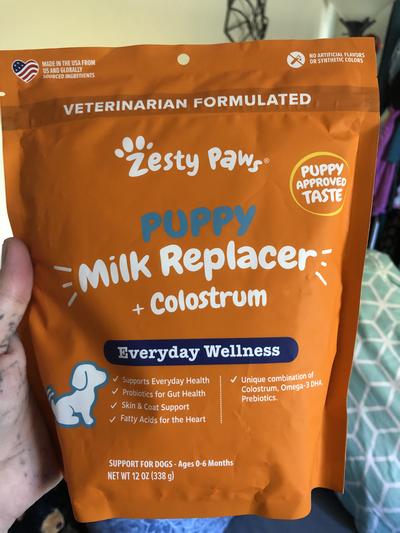 MADE IN THE USA FROM
US AND GLOBALLY
SOURCED INGREDIENTS
NO ARTIFICIAL FLAVORS
OR SYNTHETIC COLORS
VETERINARIAN FORMULATED
Zesty Paws®
PUPPY
APPROVED
TASTE
PUPPY
Milk Replacer
+ Colostrum
Everyday Wellness
✓ Supports Everyday Health
✓ Probiotics for Gut Health
✓ Skin & Coat Support
✓ Fatty Acids for the Heart
✓ Unique combination of
Colostrum, Omega-3 DHA,
Prebiotics.
SUPPORT FOR DOGS - Ages 0-6 Months
NET WT 12 OZ (338 g)